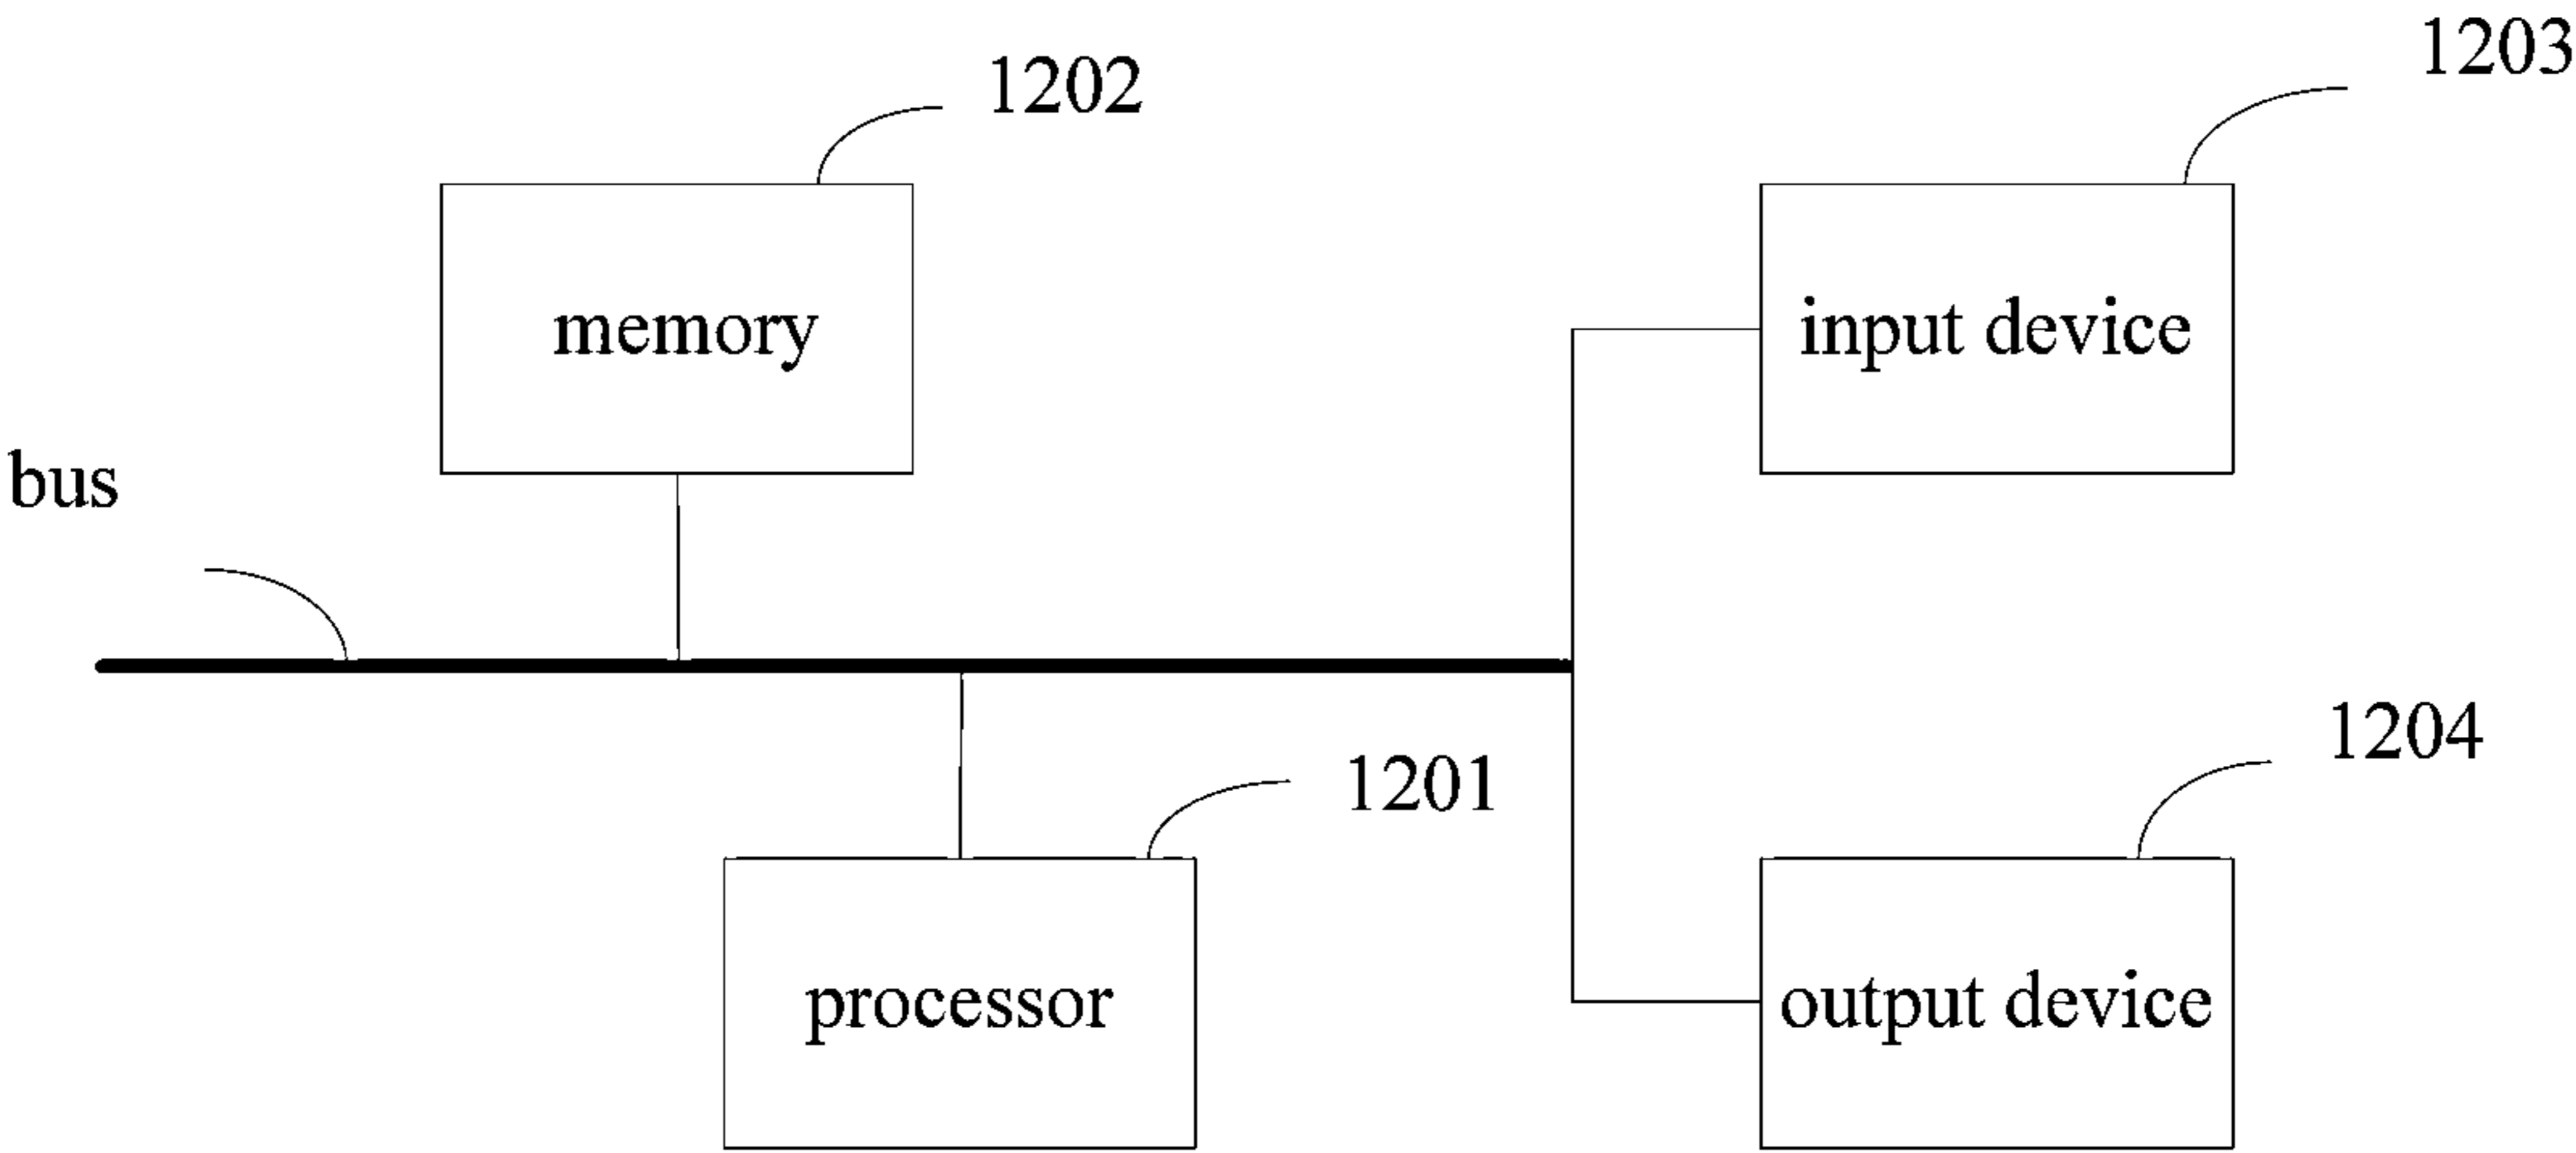 1203
1202
memory
input device
bus
1204
1201
processor
output device